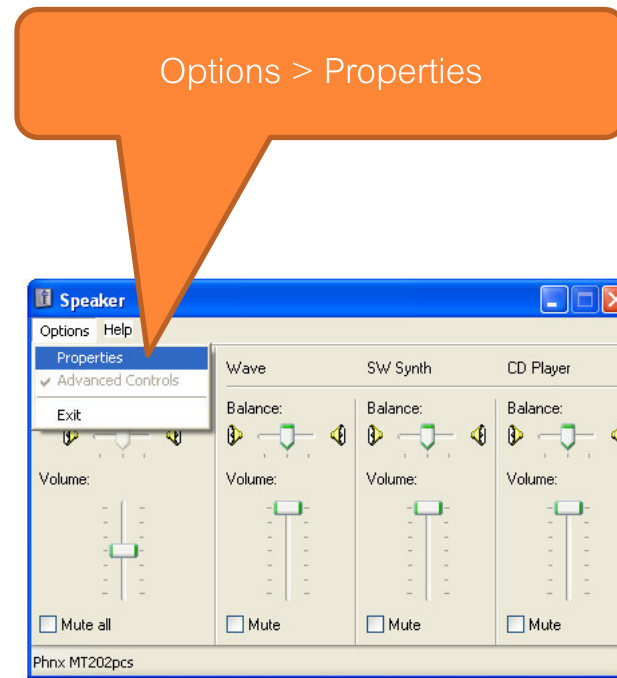 Options > Properties
Speaker
Options Help
Properties
Advanced Controls
Exit
Wave SW Synth CD Player
Balance: Balance: Balance:
Volume: Volume: Volume: Volume:
Mute all Mute Mute Mute
Phnx MT202pcs